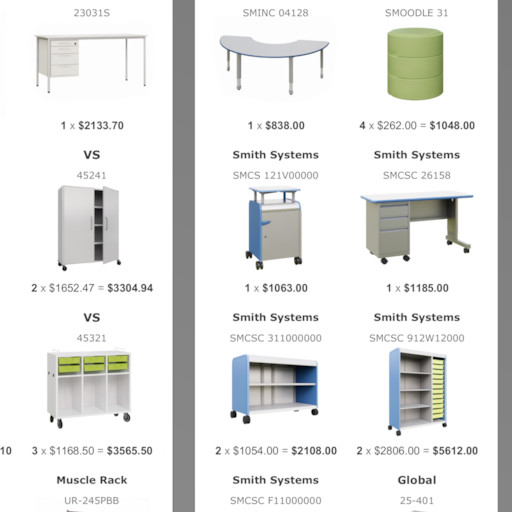 23031S
1 x $2133.70
VS
45241
2 x $1652.47 = $3304.94
VS
45321
10
3 x $1168.50 = $3565.50
Muscle Rack
UR-245PBB
SMINC 04128
SMOODLE 31
1 x $838.00
4 x $262.00 = $1048.00
Smith Systems
Smith Systems
SMCS 121V00000
SMCSC 26158
1 x $1063.00
1 x $1185.00
Smith Systems
Smith Systems
SMCSC 311000000
SMCSC 912W12000
2 x $1054.00 = $2108.00
2 x $2806.00 = $5612.00
Smith Systems
Global
SMCSC F11000000
25-401